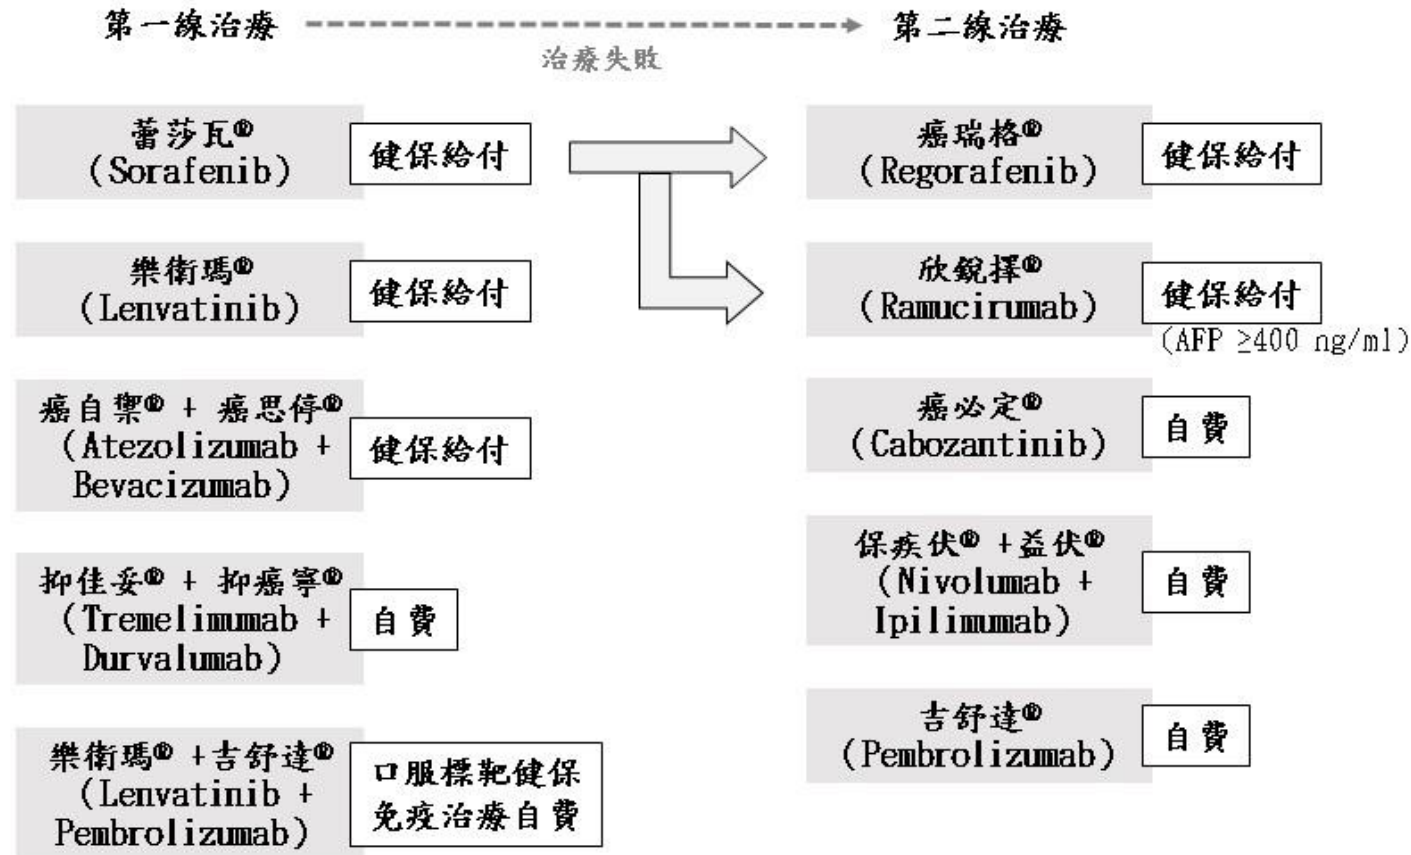 第一線治療
第二線治療
治療失敗
蕾莎瓦®
(Sorafenib)
健保給付
樂衛瑪®
(Lenvatinib)
健保給付
癌自禦® + 癌思停®
(Atezolizumab +
Bevacizumab)
健保給付
抑佳妥® + 抑癌寧®
(Tremelimumab +
Durvalumab)
自費
樂衛瑪® +吉舒達®
(Lenvatinib +
Pembrolizumab)
口服標靶健保
免疫治療自費
癌瑞格®
(Regorafenib)
健保給付
欣銳擇®
(Ramucirumab)
健保給付
(AFP ≥400 ng/ml)
癌必定®
(Cabozantinib)
自費
保疾伏® +益伏®
(Nivolumab +
Ipilimumab)
自費
吉舒達®
(Pembrolizumab)
自費